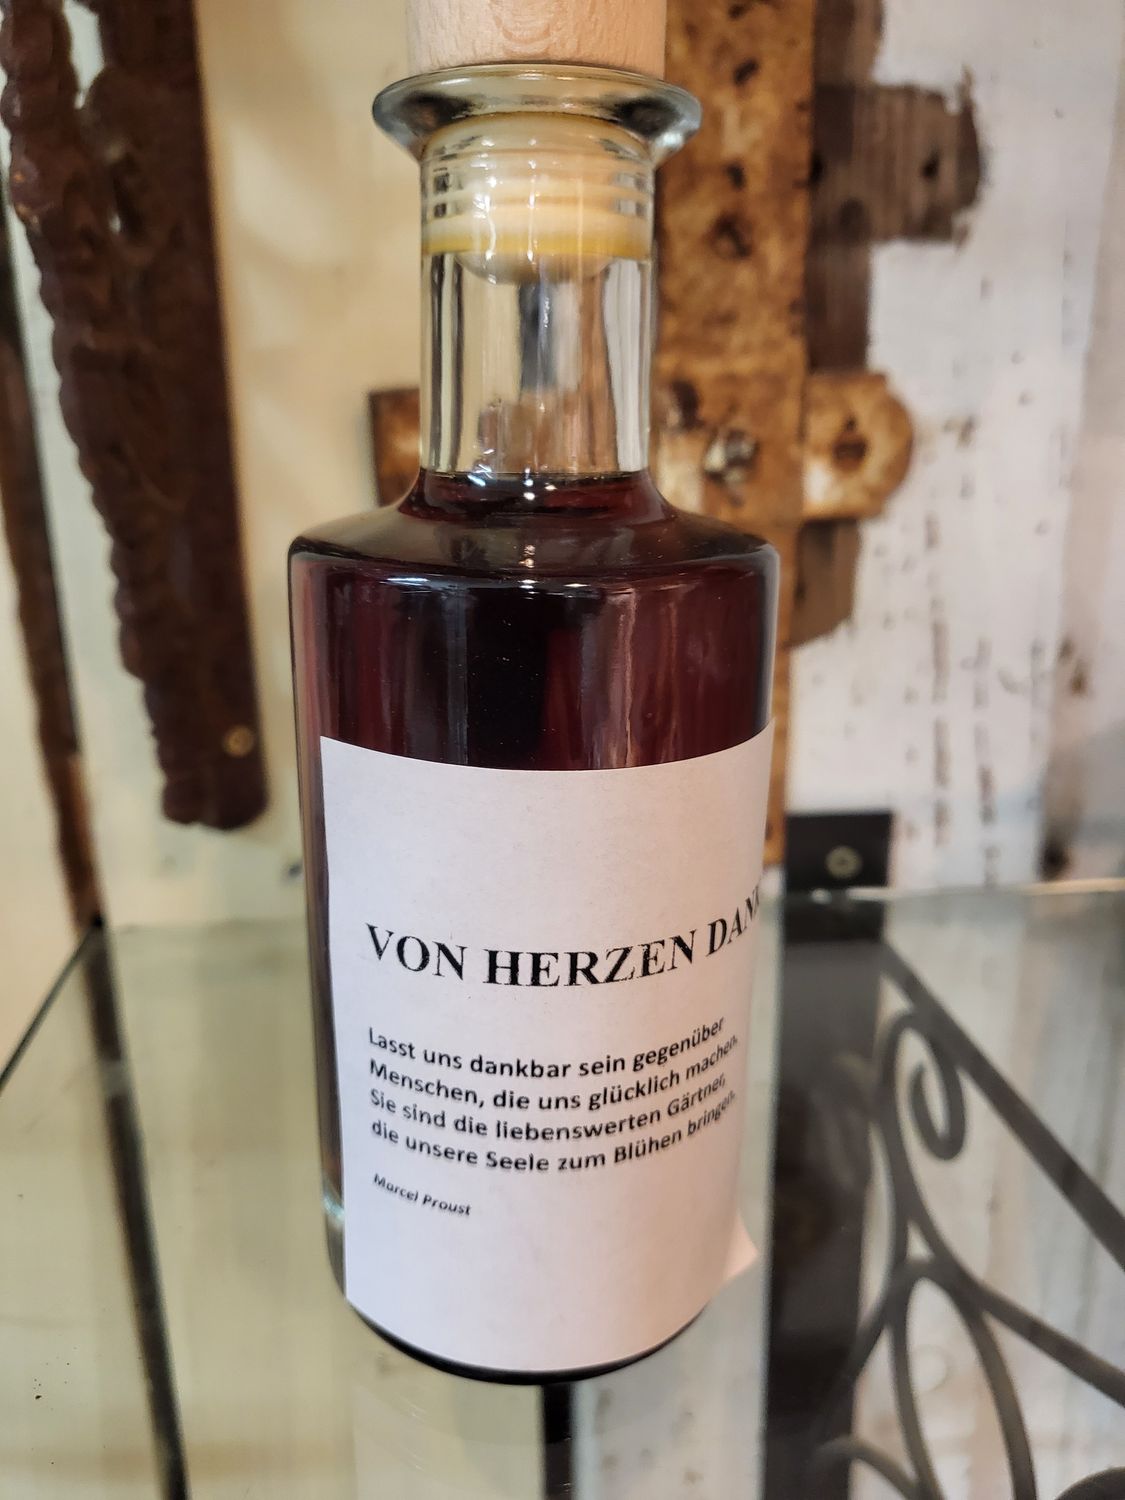 VON HERZEN DANK
Lasst uns dankbar sein gegenüber
Menschen, die uns glücklich machen.
Sie sind die liebenswerten Gärtner,
die unsere Seele zum Blühen bringen.
Marcel Proust